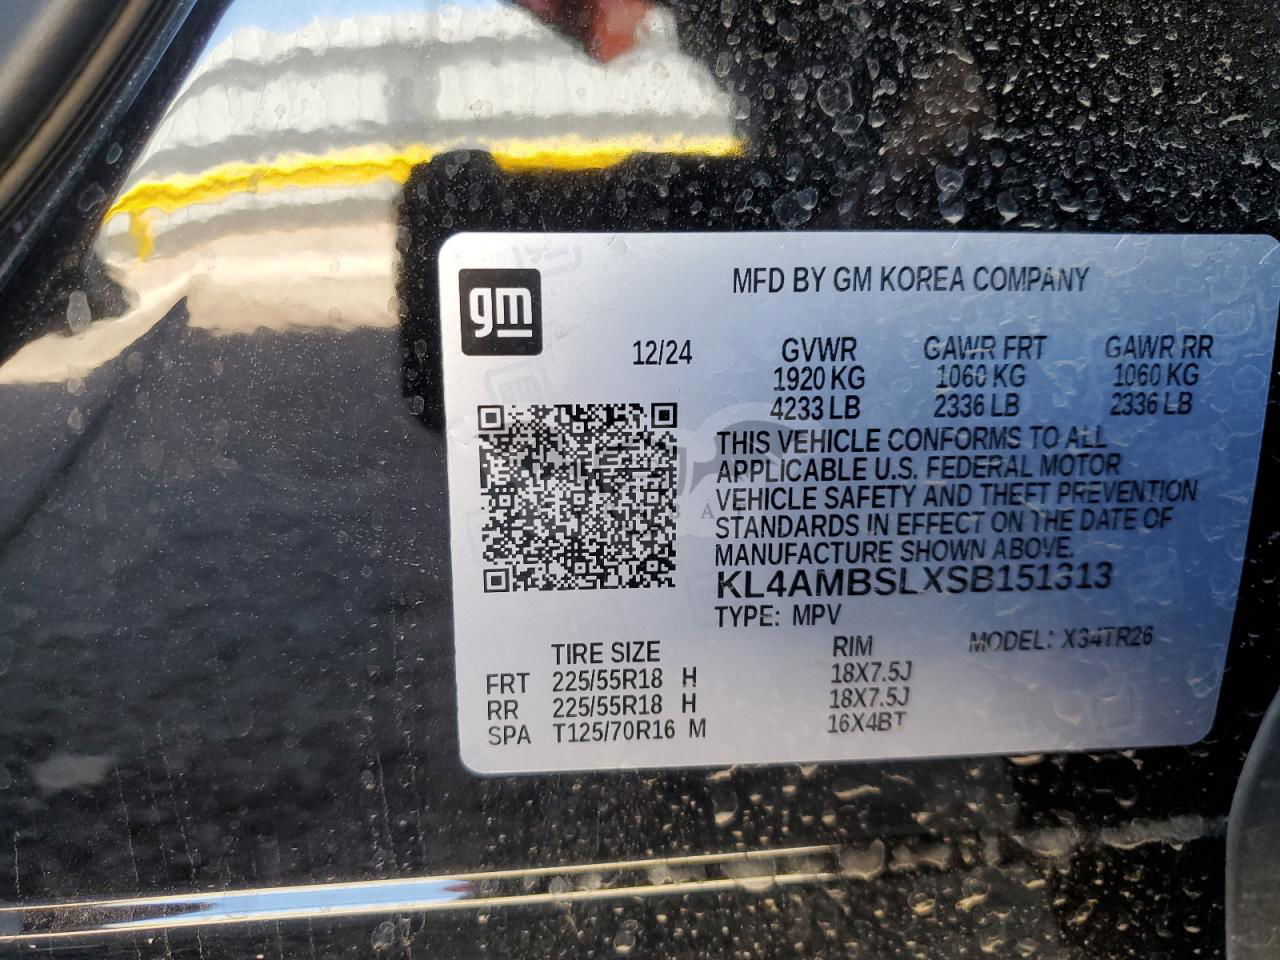 gm
MFD BY GM KOREA COMPANY
12/24 GVWR GAWR FRT GAWR RR
1920 KG 1060 KG 1060 KG
4233 LB 2336 LB 2336 LB
THIS VEHICLE CONFORMS TO ALL
APPLICABLE U.S. FEDERAL MOTOR
VEHICLE SAFETY AND THEFT PREVENTION
STANDARDS IN EFFECT ON THE DATE OF
MANUFACTURE SHOWN ABOVE.
KL4AMBSLXSB151313
TYPE: MPV
TIRE SIZE RIM MODEL: X34TR26
FRT 225/55R18 H 18X7.5J
RR 225/55R18 H 18X7.5J
SPA T125/70R16 M 16X4BT